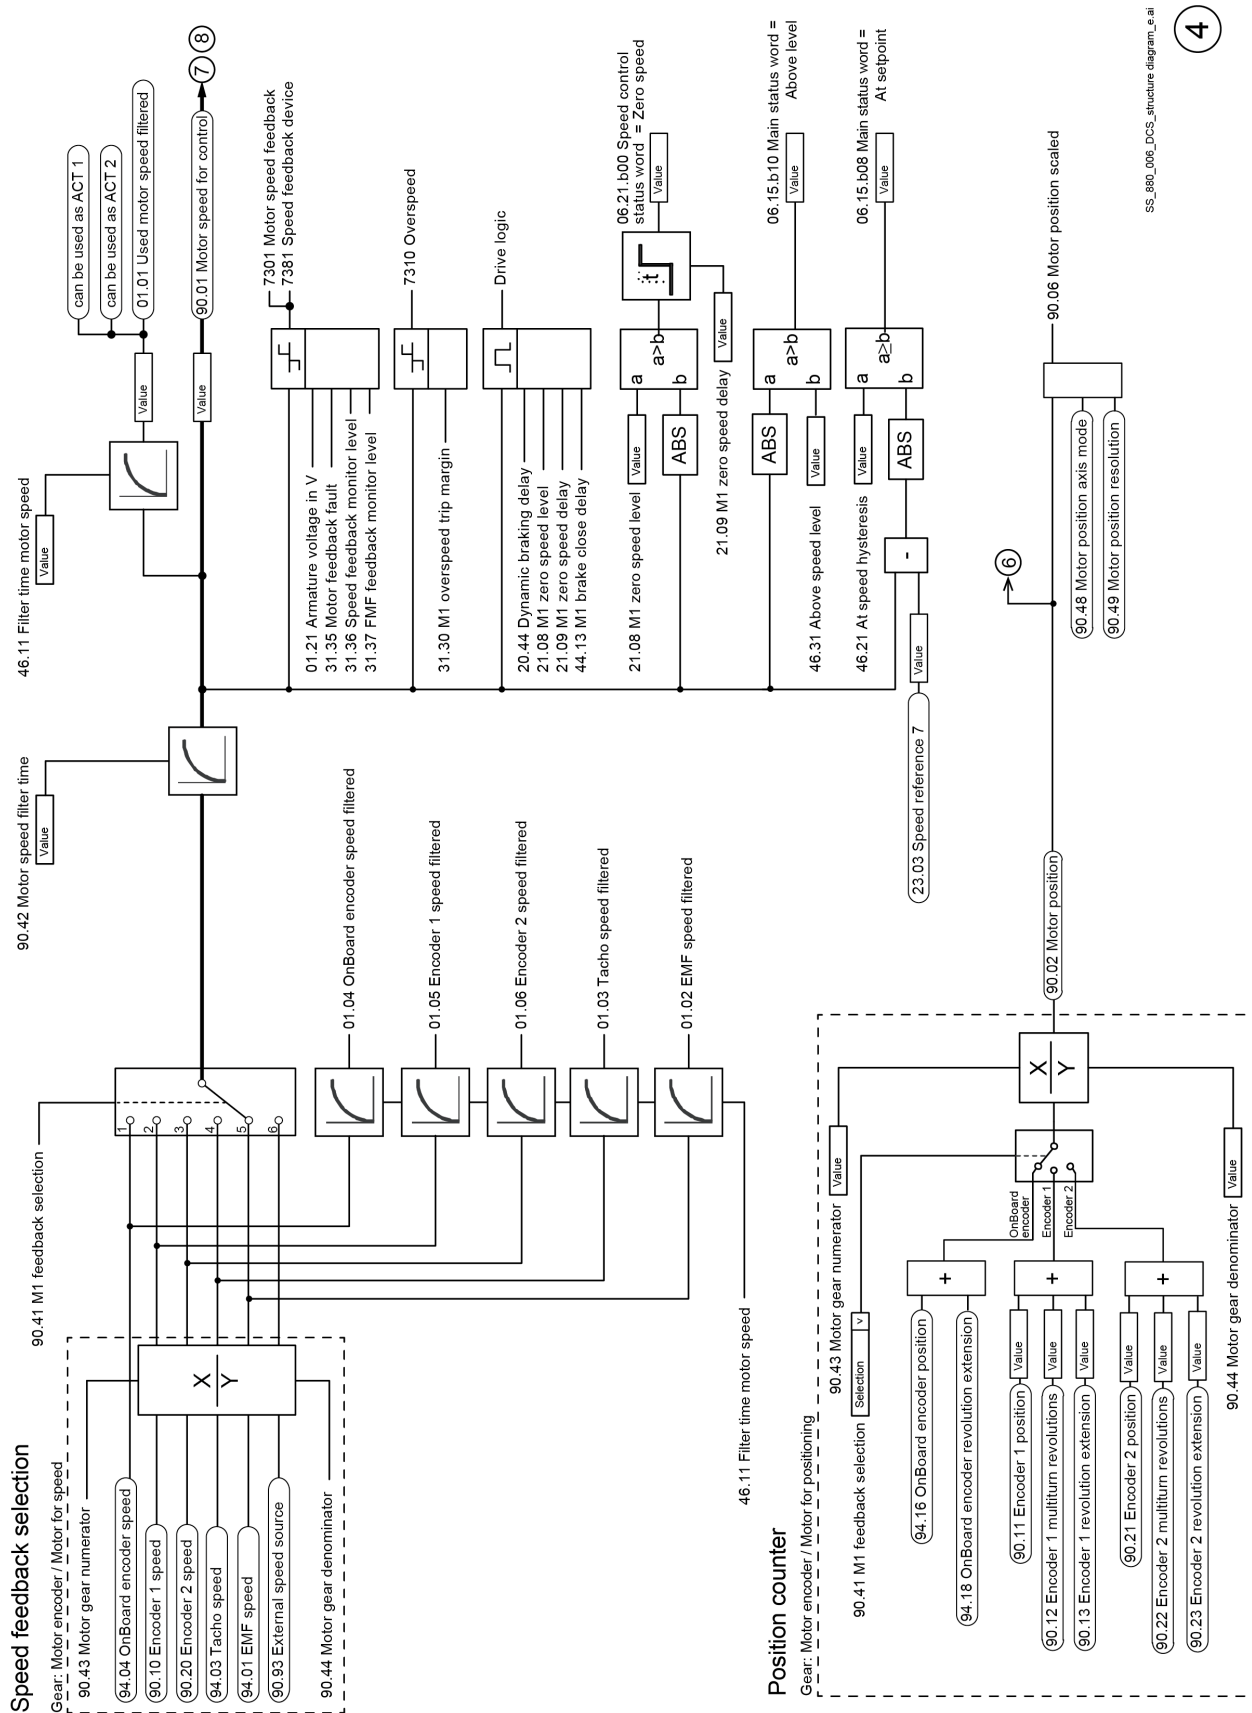 Speed feedback selection
Gear: Motor encoder / Motor for speed
90.43 Motor gear numerator
94.04 OnBoard encoder speed
90.10 Encoder 1 speed
90.20 Encoder 2 speed
94.03 Tacho speed
94.01 EMF speed
90.93 External speed source
90.44 Motor gear denominator
X
Y
90.41 M1 feedback selection
1
2
3
4
5
6
01.04 OnBoard encoder speed filtered
01.05 Encoder 1 speed filtered
01.06 Encoder 2 speed filtered
01.03 Tacho speed filtered
01.02 EMF speed filtered
46.11 Filter time motor speed
90.42 Motor speed filter time
Value
46.11 Filter time motor speed
Value
Value
can be used as ACT 1
can be used as ACT 2
01.01 Used motor speed filtered
Value
90.01 Motor speed for control
7
8
01.21 Armature voltage in V
31.35 Motor feedback fault
31.36 Speed feedback monitor level
31.37 FMF feedback monitor level
7301 Motor speed feedback
7381 Speed feedback device
31.30 M1 overspeed trip margin
7310 Overspeed
20.44 Dynamic braking delay
21.08 M1 zero speed level
21.09 M1 zero speed delay
44.13 M1 brake close delay
Drive logic
21.08 M1 zero speed level
Value
ABS
a
a>b
b
t
21.09 M1 zero speed delay
Value
06.21.b00 Speed control
status word = Zero speed
Value
ABS
46.31 Above speed level
Value
a
a>b
b
06.15.b10 Main status word =
Above level
Value
46.21 At speed hysteresis
Value
ABS
a
a>b
b
06.15.b08 Main status word =
At setpoint
Value
-
23.03 Speed reference 7
Value
Position counter
Gear: Motor encoder / Motor for positioning
90.43 Motor gear numerator
Value
90.41 M1 feedback selection
Selection
v
94.16 OnBoard encoder position
94.18 OnBoard encoder revolution extension
+
90.11 Encoder 1 position
Value
90.12 Encoder 1 multiturn revolutions
Value
90.13 Encoder 1 revolution extension
Value
+
90.21 Encoder 2 position
Value
90.22 Encoder 2 multiturn revolutions
Value
90.23 Encoder 2 revolution extension
Value
+
OnBoard
encoder
Encoder 1
Encoder 2
X
Y
90.44 Motor gear denominator
Value
90.02 Motor position
6
90.48 Motor position axis mode
90.49 Motor position resolution
90.06 Motor position scaled
SS_880_006_DCS_structure diagram_e.ai
4